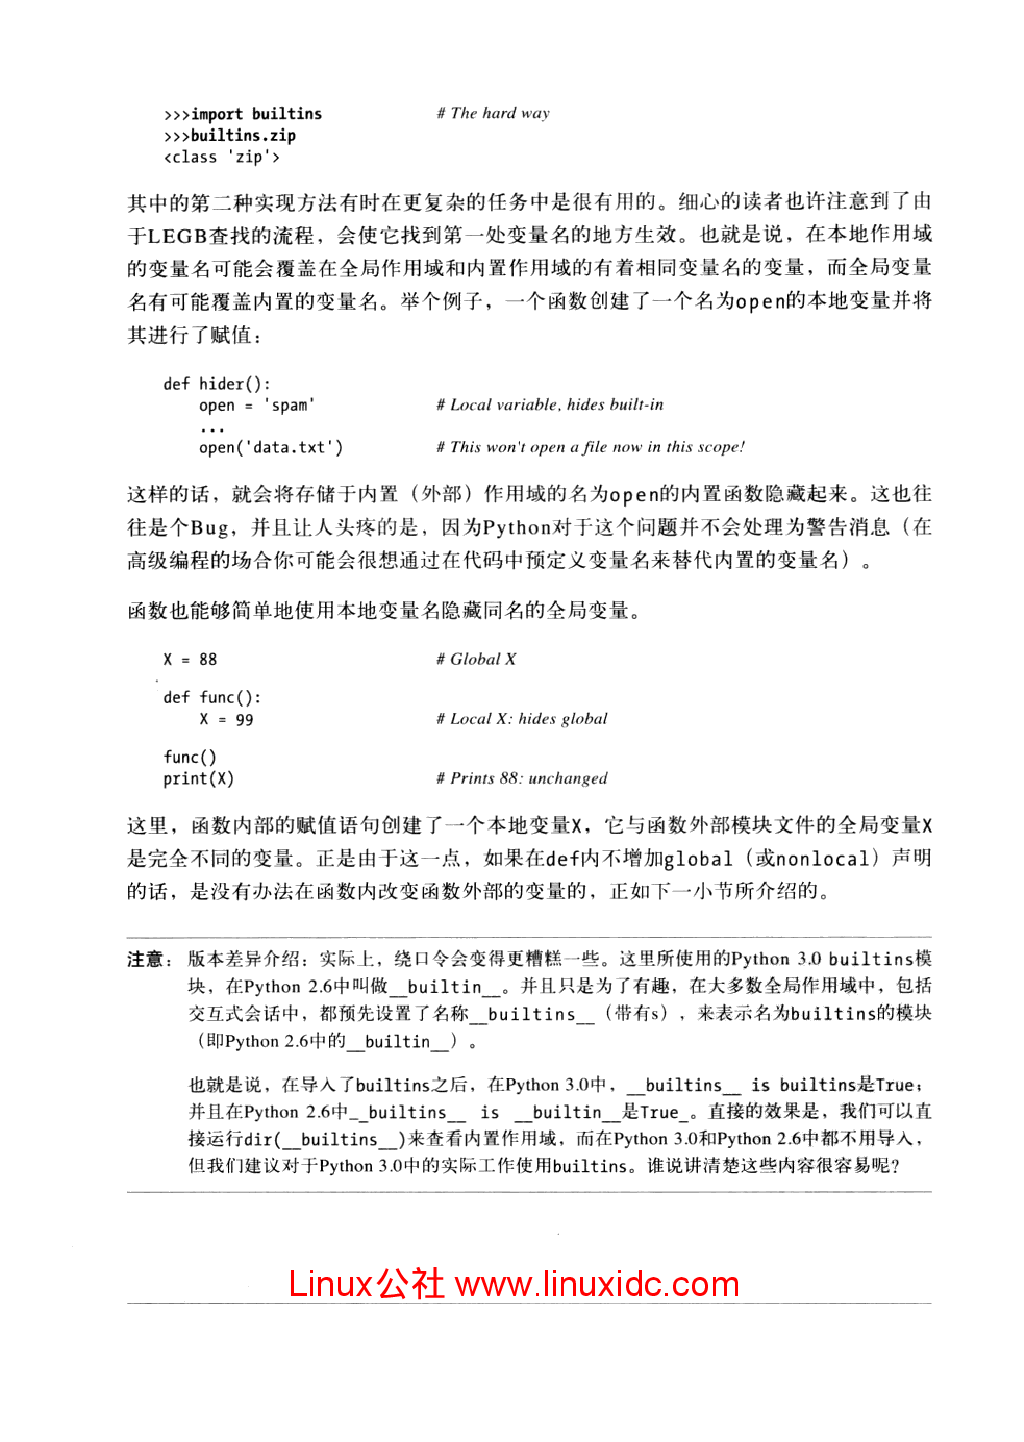 >>>import builtins # The hard way
>>>builtins.zip
<class 'zip'>
其中的第二种实现方法有时在更复杂的任务中是很有用的。细心的读者也许注意到了由
于LEGB查找的流程，会使它找到第一处变量名的地方生效。也就是说，在本地作用域
的变量名可能会覆盖在全局作用域和内置作用域的有着相同变量名的变量，而全局变量
名有可能覆盖内置的变量名。举个例子，一个函数创建了一个名为open的本地变量并将
其进行了赋值：
def hider():
open = 'spam' # Local variable, hides built-in
...
open('data.txt') # This won't open a file now in this scope!
这样的话，就会将存储于内置（外部）作用域的名为open的内置函数隐藏起来。这也往
往是个Bug，并且让人头疼的是，因为Python对于这个问题并不会处理为警告消息（在
高级编程的场合你可能会很想通过在代码中预定义变量名来替代内置的变量名）。
函数也能够简单地使用本地变量名隐藏同名的全局变量。
X = 88 # Global X
def func():
X = 99 # Local X: hides global
func()
print(X) # Prints 88: unchanged
这里，函数内部的赋值语句创建了一个本地变量X，它与函数外部模块文件的全局变量X
是完全不同的变量。正是由于这一点，如果在def内不增加global（或nonlocal）声明
的话，是没有办法在函数内改变函数外部的变量的，正如下一小节所介绍的。
注意： 版本差异介绍：实际上，绕口令会变得更糟糕一些。这里所使用的Python 3.0 builtins模
块，在Python 2.6中叫做__builtin__。并且只是为了有趣，在大多数全局作用域中，包括
交互式会话中，都预先设置了名称__builtins__（带有s），来表示名为builtins的模块
（即Python 2.6中的__builtin__）。
也就是说，在导入了builtins之后，在Python 3.0中，__builtins__ is builtins是True；
并且在Python 2.6中__builtins__ is __builtin__是True_。直接的效果是，我们可以直
接运行dir(__builtins__)来查看内置作用域，而在Python 3.0和Python 2.6中都不用导入，
但我们建议对于Python 3.0中的实际工作使用builtins。谁说讲清楚这些内容很容易呢？
Linux公社 www.linuxidc.com